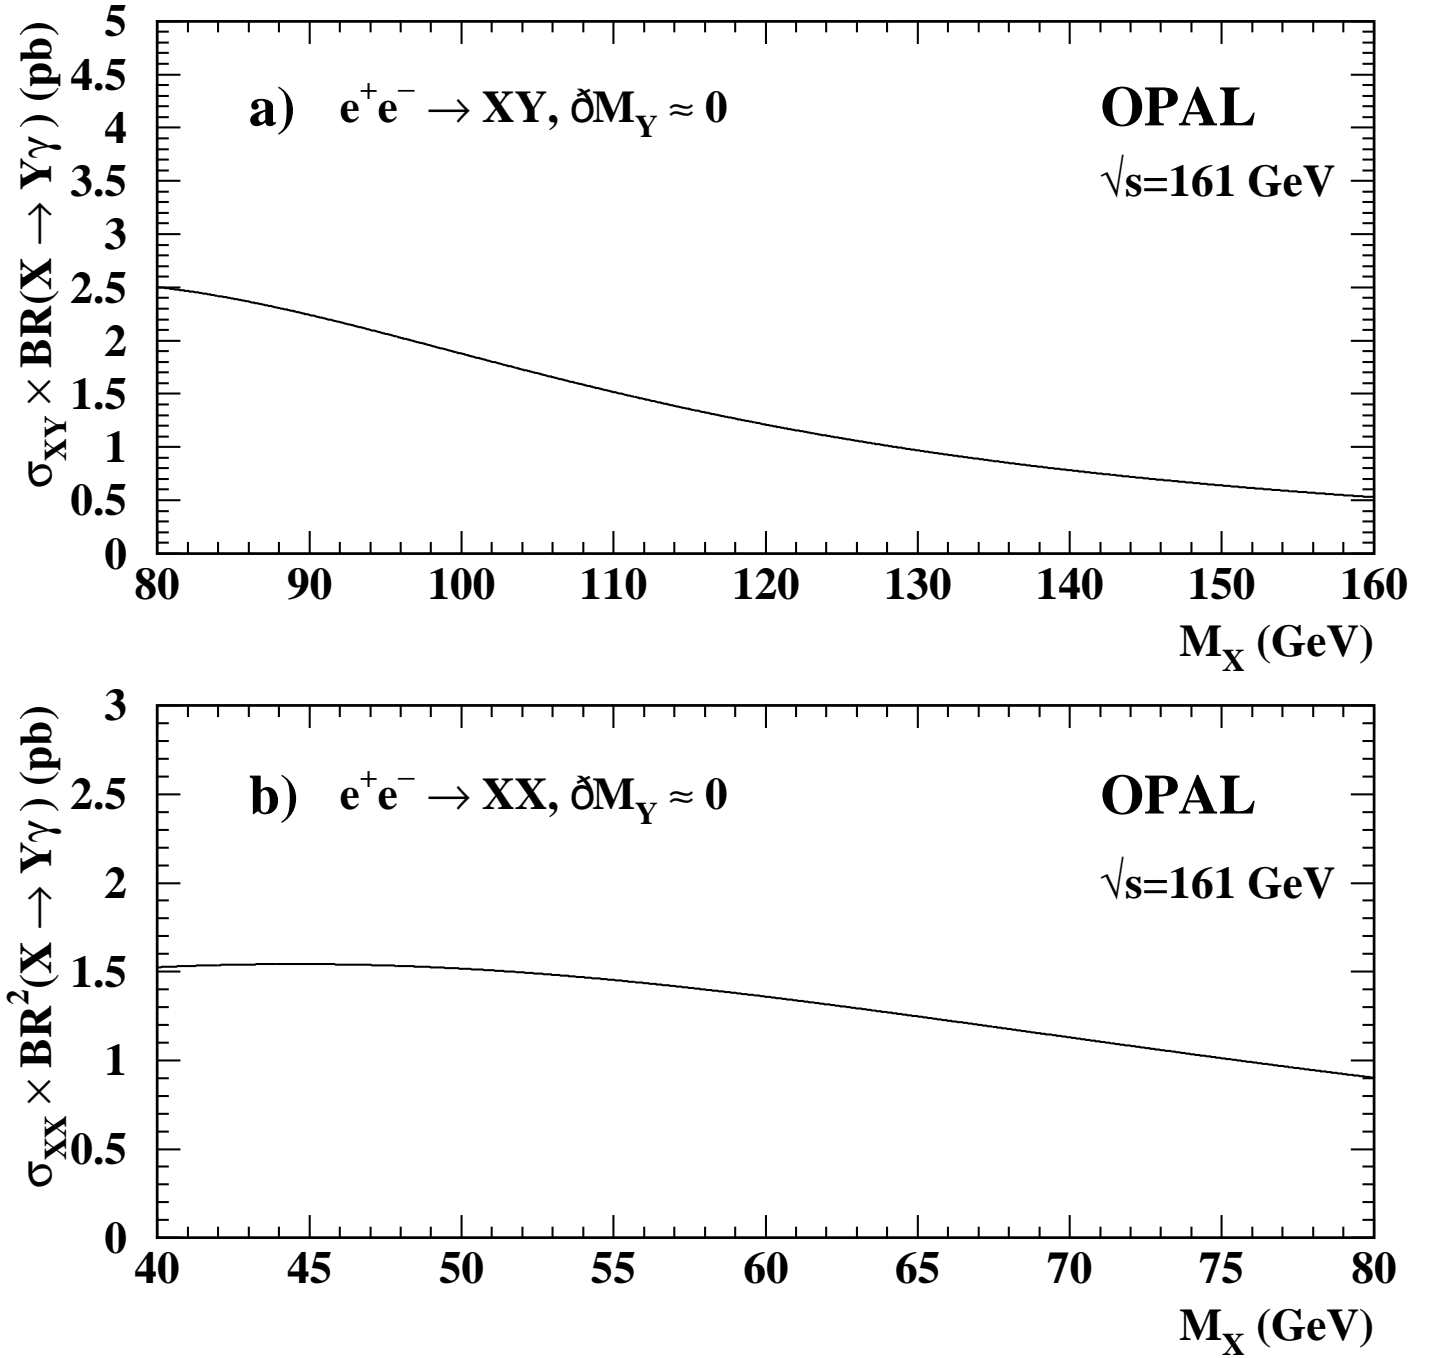 σXY × BR(X → Yγ) (pb)
5
4.5
4
3.5
3
2.5
2
1.5
1
0.5
0
a) e+e− → XY, ðMY ≈ 0
OPAL
√s=161 GeV
80 90 100 110 120 130 140 150 160
MX (GeV)
σXX × BR2(X → Yγ) (pb)
3
2.5
2
1.5
1
0.5
0
b) e+e− → XX, ðMY ≈ 0
OPAL
√s=161 GeV
40 45 50 55 60 65 70 75 80
MX (GeV)